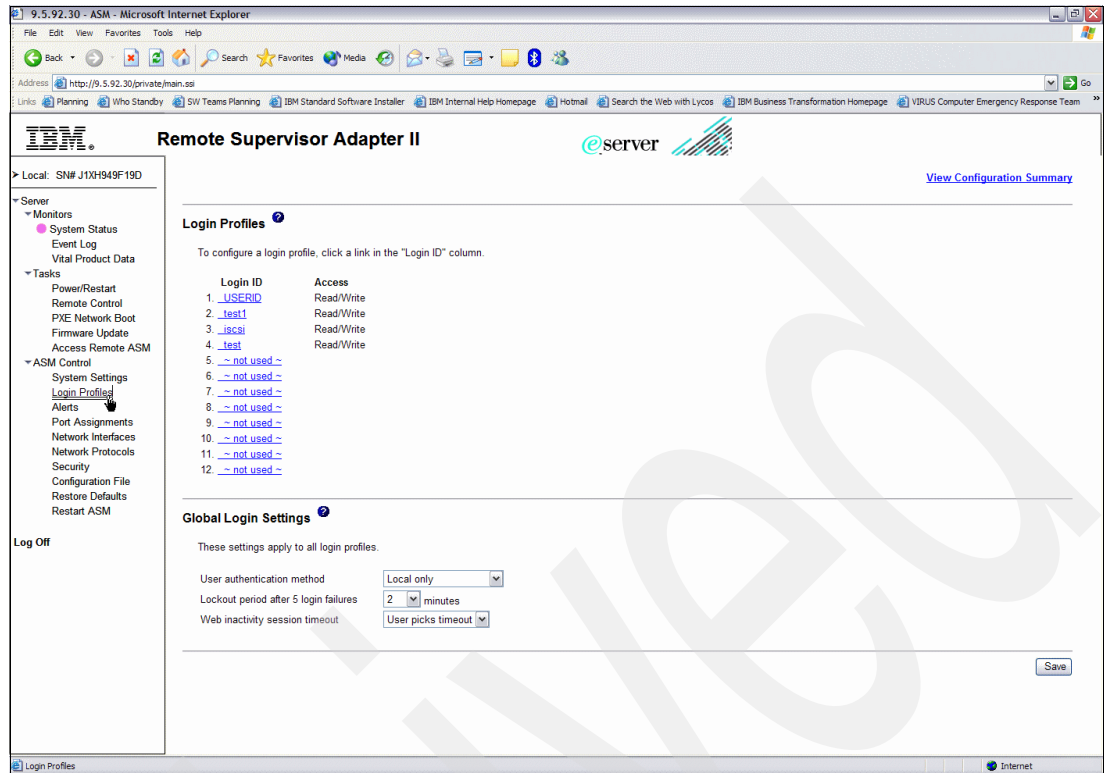 9.5.92.30 - ASM - Microsoft Internet Explorer
File Edit View Favorites Tools Help
Back Search Favorites Media
Address http://9.5.92.30/private/main.ssi Go
Links Planning Who Standby SW Teams Planning IBM Standard Software Installer IBM Internal Help Homepage Hotmail Search the Web with Lycos IBM Business Transformation Homepage VIRUS Computer Emergency Response Team »
IBM® Remote Supervisor Adapter II eserver
Local: SN# J1XH949F19D
View Configuration Summary
Server
Monitors
System Status
Event Log
Vital Product Data
Tasks
Power/Restart
Remote Control
PXE Network Boot
Firmware Update
Access Remote ASM
ASM Control
System Settings
Login Profiles
Alerts
Port Assignments
Network Interfaces
Network Protocols
Security
Configuration File
Restore Defaults
Restart ASM
Log Off
Login Profiles ?
To configure a login profile, click a link in the "Login ID" column.
Login ID Access
1. USERID Read/Write
2. test1 Read/Write
3. iscsi Read/Write
4. test Read/Write
5. ~ not used ~
6. ~ not used ~
7. ~ not used ~
8. ~ not used ~
9. ~ not used ~
10. ~ not used ~
11. ~ not used ~
12. ~ not used ~
Global Login Settings ?
These settings apply to all login profiles.
User authentication method Local only
Lockout period after 5 login failures 2 minutes
Web inactivity session timeout User picks timeout
Save
Login Profiles Internet